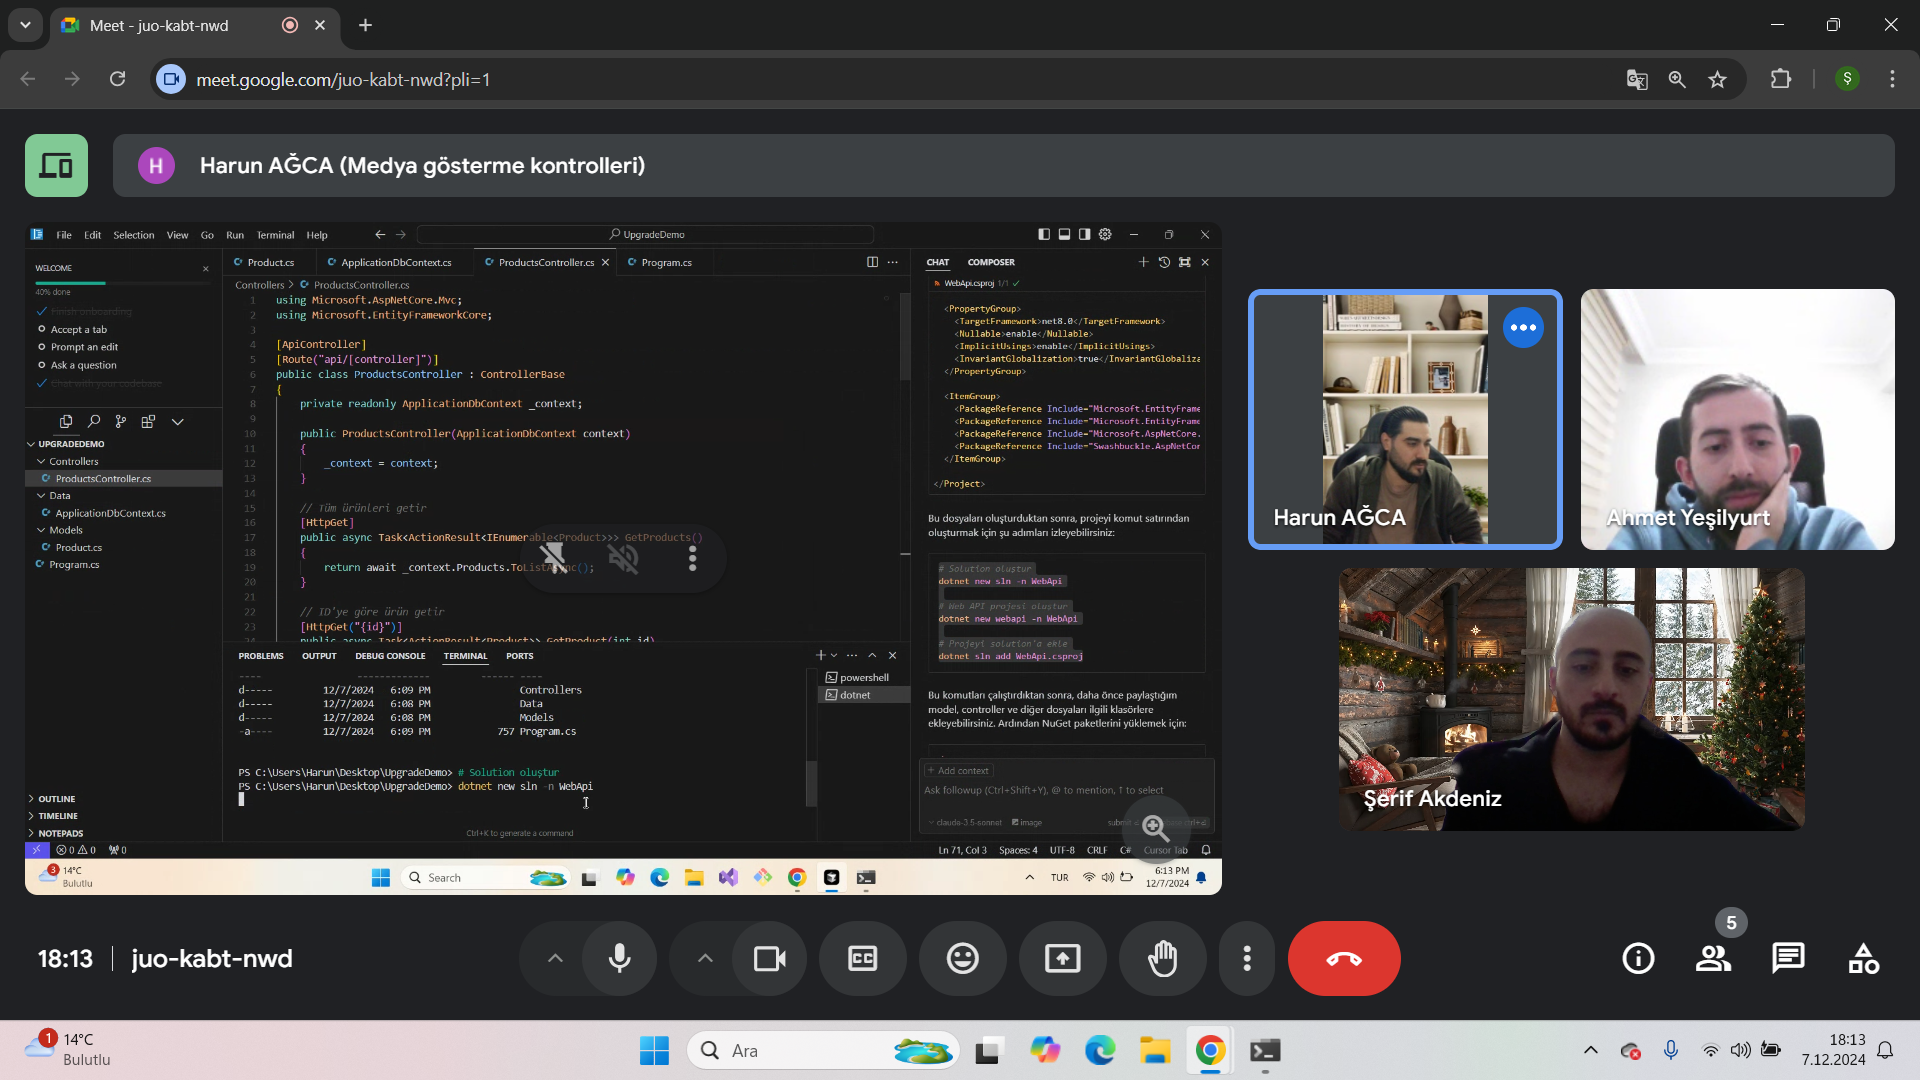 Meet - juo-kabt-nwd
meet.google.com/juo-kabt-nwd?pli=1
Ş
H
Harun AĞCA (Medya gösterme kontrolleri)
File Edit Selection View Go Run Terminal Help
UpgradeDemo
WELCOME
40% done
Finish onboarding
Accept a tab
Prompt an edit
Ask a question
Chat with your codebase
UPGRADEDEMO
Controllers
ProductsController.cs
Data
ApplicationDbContext.cs
Models
Product.cs
Program.cs
OUTLINE
TIMELINE
NOTEPADS
Product.cs ApplicationDbContext.cs ProductsController.cs Program.cs
Controllers > ProductsController.cs
1 using Microsoft.AspNetCore.Mvc;
2 using Microsoft.EntityFrameworkCore;
3
4 [ApiController]
5 [Route("api/[controller]")]
6 public class ProductsController : ControllerBase
7 {
8 private readonly ApplicationDbContext _context;
9
10 public ProductsController(ApplicationDbContext context)
11 {
12 _context = context;
13 }
14
15 // Tüm ürünleri getir
16 [HttpGet]
17 public async Task<ActionResult<IEnumerable<Product>>> GetProducts()
18 {
19 return await _context.Products.ToListAsync();
20 }
21
22 // ID'ye göre ürün getir
23 [HttpGet("{id}")]
24 public async Task<ActionResult<Product>> GetProduct(int id)
PROBLEMS OUTPUT DEBUG CONSOLE TERMINAL PORTS
powershell
dotnet
---- ------------- ------ ----
d----- 12/7/2024 6:09 PM Controllers
d----- 12/7/2024 6:08 PM Data
d----- 12/7/2024 6:08 PM Models
-a---- 12/7/2024 6:09 PM 757 Program.cs
PS C:\Users\Harun\Desktop\UpgradeDemo> # Solution oluştur
PS C:\Users\Harun\Desktop\UpgradeDemo> dotnet new sln -n WebApi
Ctrl+K to generate a command
CHAT COMPOSER
WebApi.csproj 1/1
<PropertyGroup>
<TargetFramework>net8.0</TargetFramework>
<Nullable>enable</Nullable>
<ImplicitUsings>enable</ImplicitUsings>
<InvariantGlobalization>true</InvariantGlobaliza
</PropertyGroup>
<ItemGroup>
<PackageReference Include="Microsoft.EntityFrame
<PackageReference Include="Microsoft.EntityFrame
<PackageReference Include="Microsoft.AspNetCore.
<PackageReference Include="Swashbuckle.AspNetCor
</ItemGroup>
</Project>
Bu dosyaları oluşturduktan sonra, projeyi komut satırından
oluşturmak için şu adımları izleyebilirsiniz:
# Solution oluştur
dotnet new sln -n WebApi
# Web API projesi oluştur
dotnet new webapi -n WebApi
# Projeyi solution'a ekle
dotnet sln add WebApi.csproj
Bu komutları çalıştırdıktan sonra, daha önce paylaştığım
model, controller ve diğer dosyaları ilgili klasörlere
ekleyebilirsiniz. Ardından NuGet paketlerini yüklemek için:
+ Add context
Ask followup (Ctrl+Shift+Y), @ to mention, ↑ to select
claude-3.5-sonnet image
0 0 0
Ln 71, Col 3 Spaces: 4 UTF-8 CRLF C# Cursor Tab
3
14°C
Bulutlu
Search
TUR
6:13 PM
12/7/2024
Harun AĞCA
Ahmet Yeşilyurt
Şerif Akdeniz
18:13 juo-kabt-nwd
CC
5
1
14°C
Bulutlu
Ara
18:13
7.12.2024